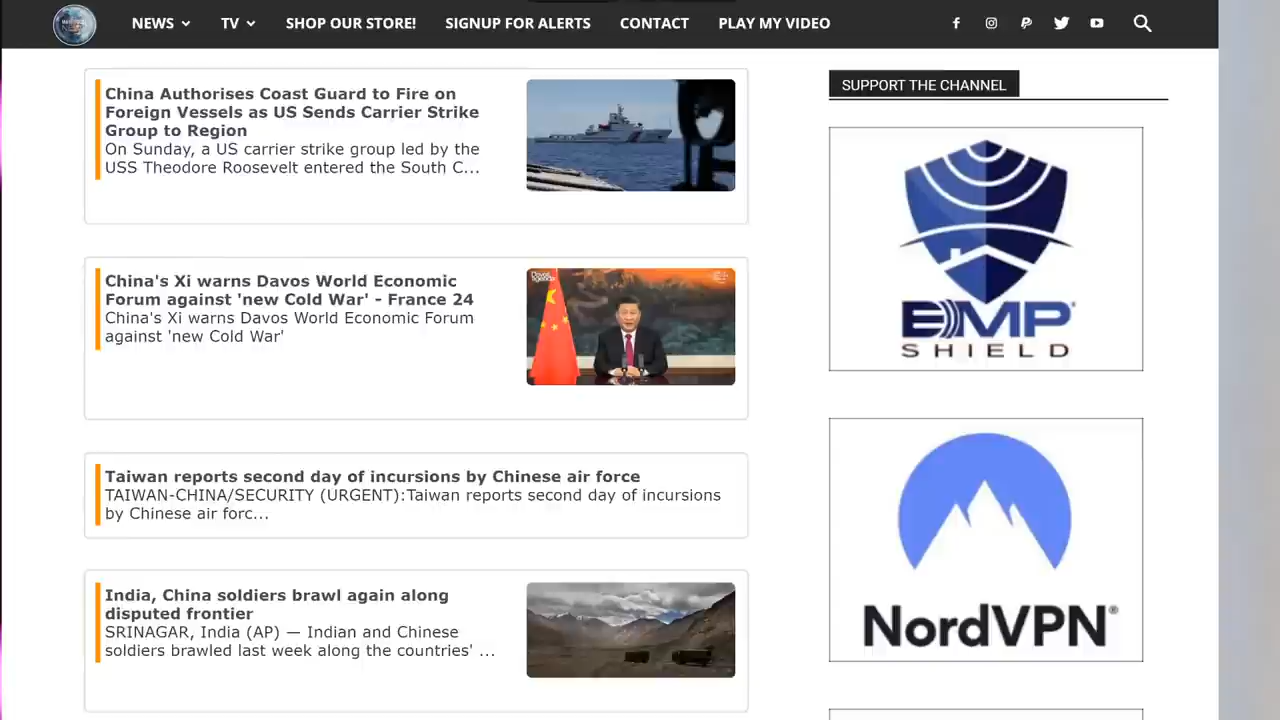 NEWS TV SHOP OUR STORE! SIGNUP FOR ALERTS CONTACT PLAY MY VIDEO
China Authorises Coast Guard to Fire on
Foreign Vessels as US Sends Carrier Strike
Group to Region
On Sunday, a US carrier strike group led by the
USS Theodore Roosevelt entered the South C...
China's Xi warns Davos World Economic
Forum against 'new Cold War' - France 24
China's Xi warns Davos World Economic Forum
against 'new Cold War'
Taiwan reports second day of incursions by Chinese air force
TAIWAN-CHINA/SECURITY (URGENT):Taiwan reports second day of incursions
by Chinese air forc...
India, China soldiers brawl again along
disputed frontier
SRINAGAR, India (AP) — Indian and Chinese
soldiers brawled last week along the countries' ...
SUPPORT THE CHANNEL
EMP
SHIELD
NordVPN®